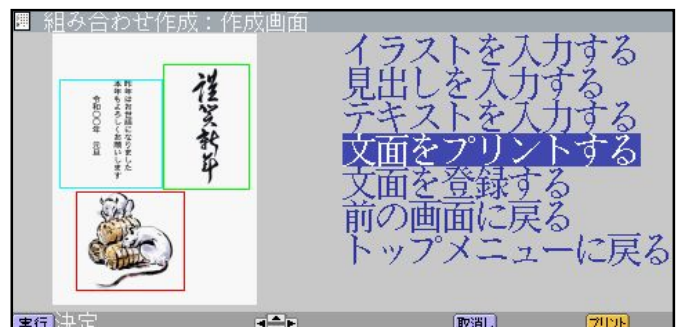 組み合わせ作成：作成画面
謹賀新年
昨年はお世話になりました
本年もよろしくお願いします
令和〇〇年　元旦
イラストを入力する
見出しを入力する
テキストを入力する
文面をプリントする
文面を登録する
前の画面に戻る
トップメニューに戻る
実行 決定
取消し
プリント